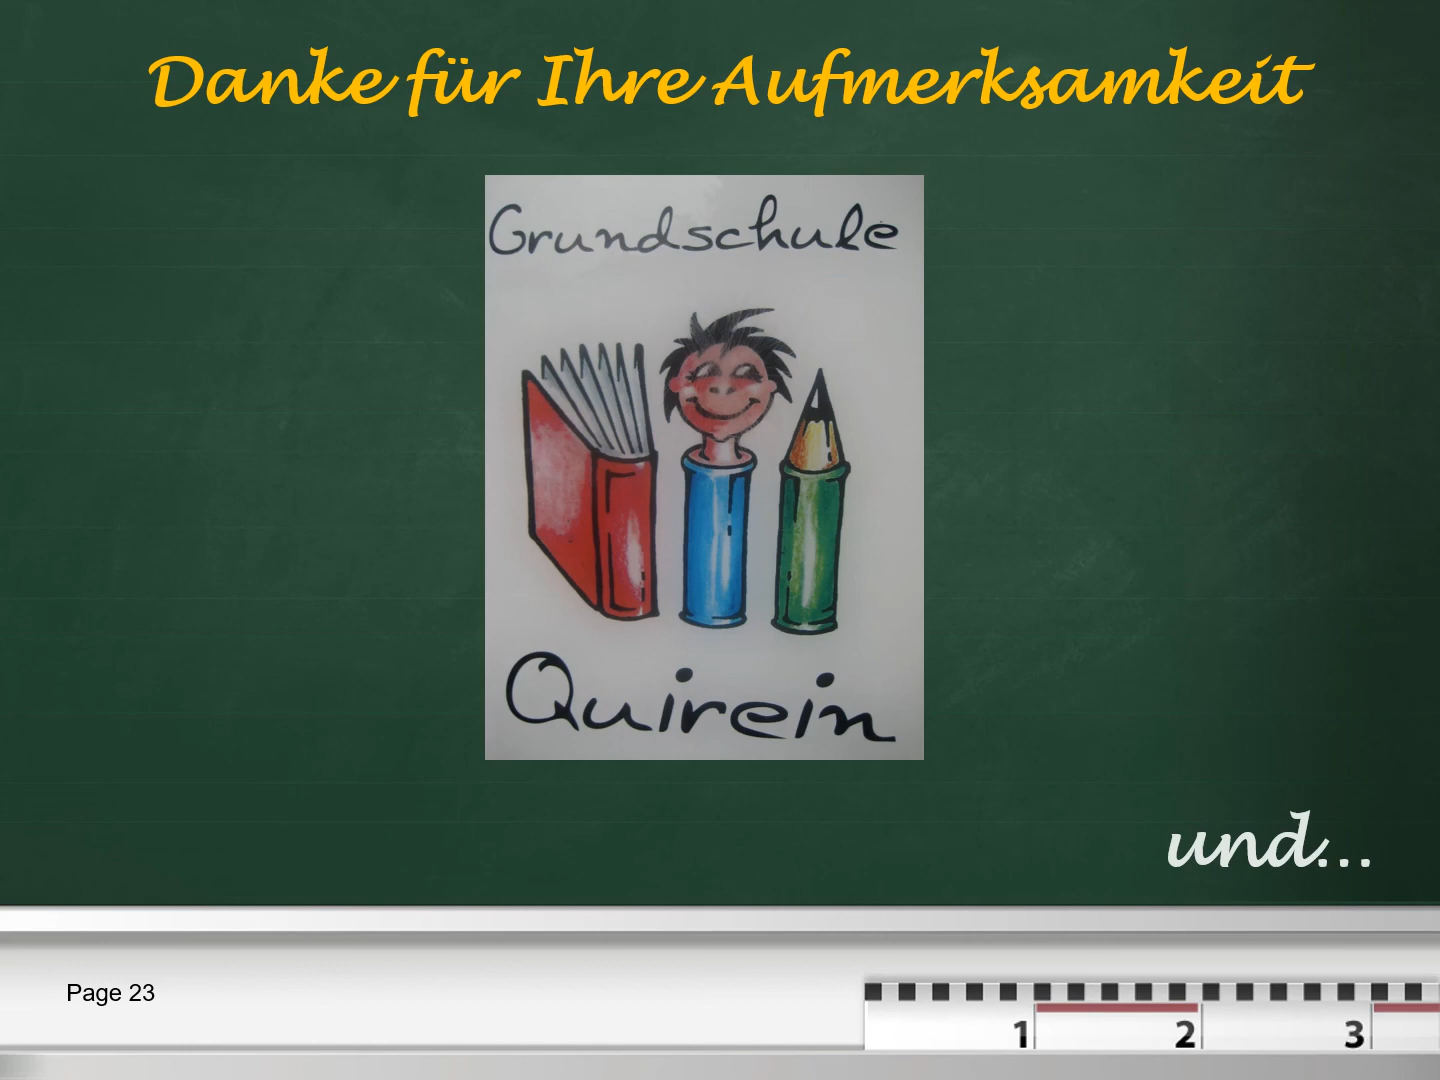 Danke für Ihre Aufmerksamkeit
Grundschule
Quirein
und...
Page 23
1 2 3